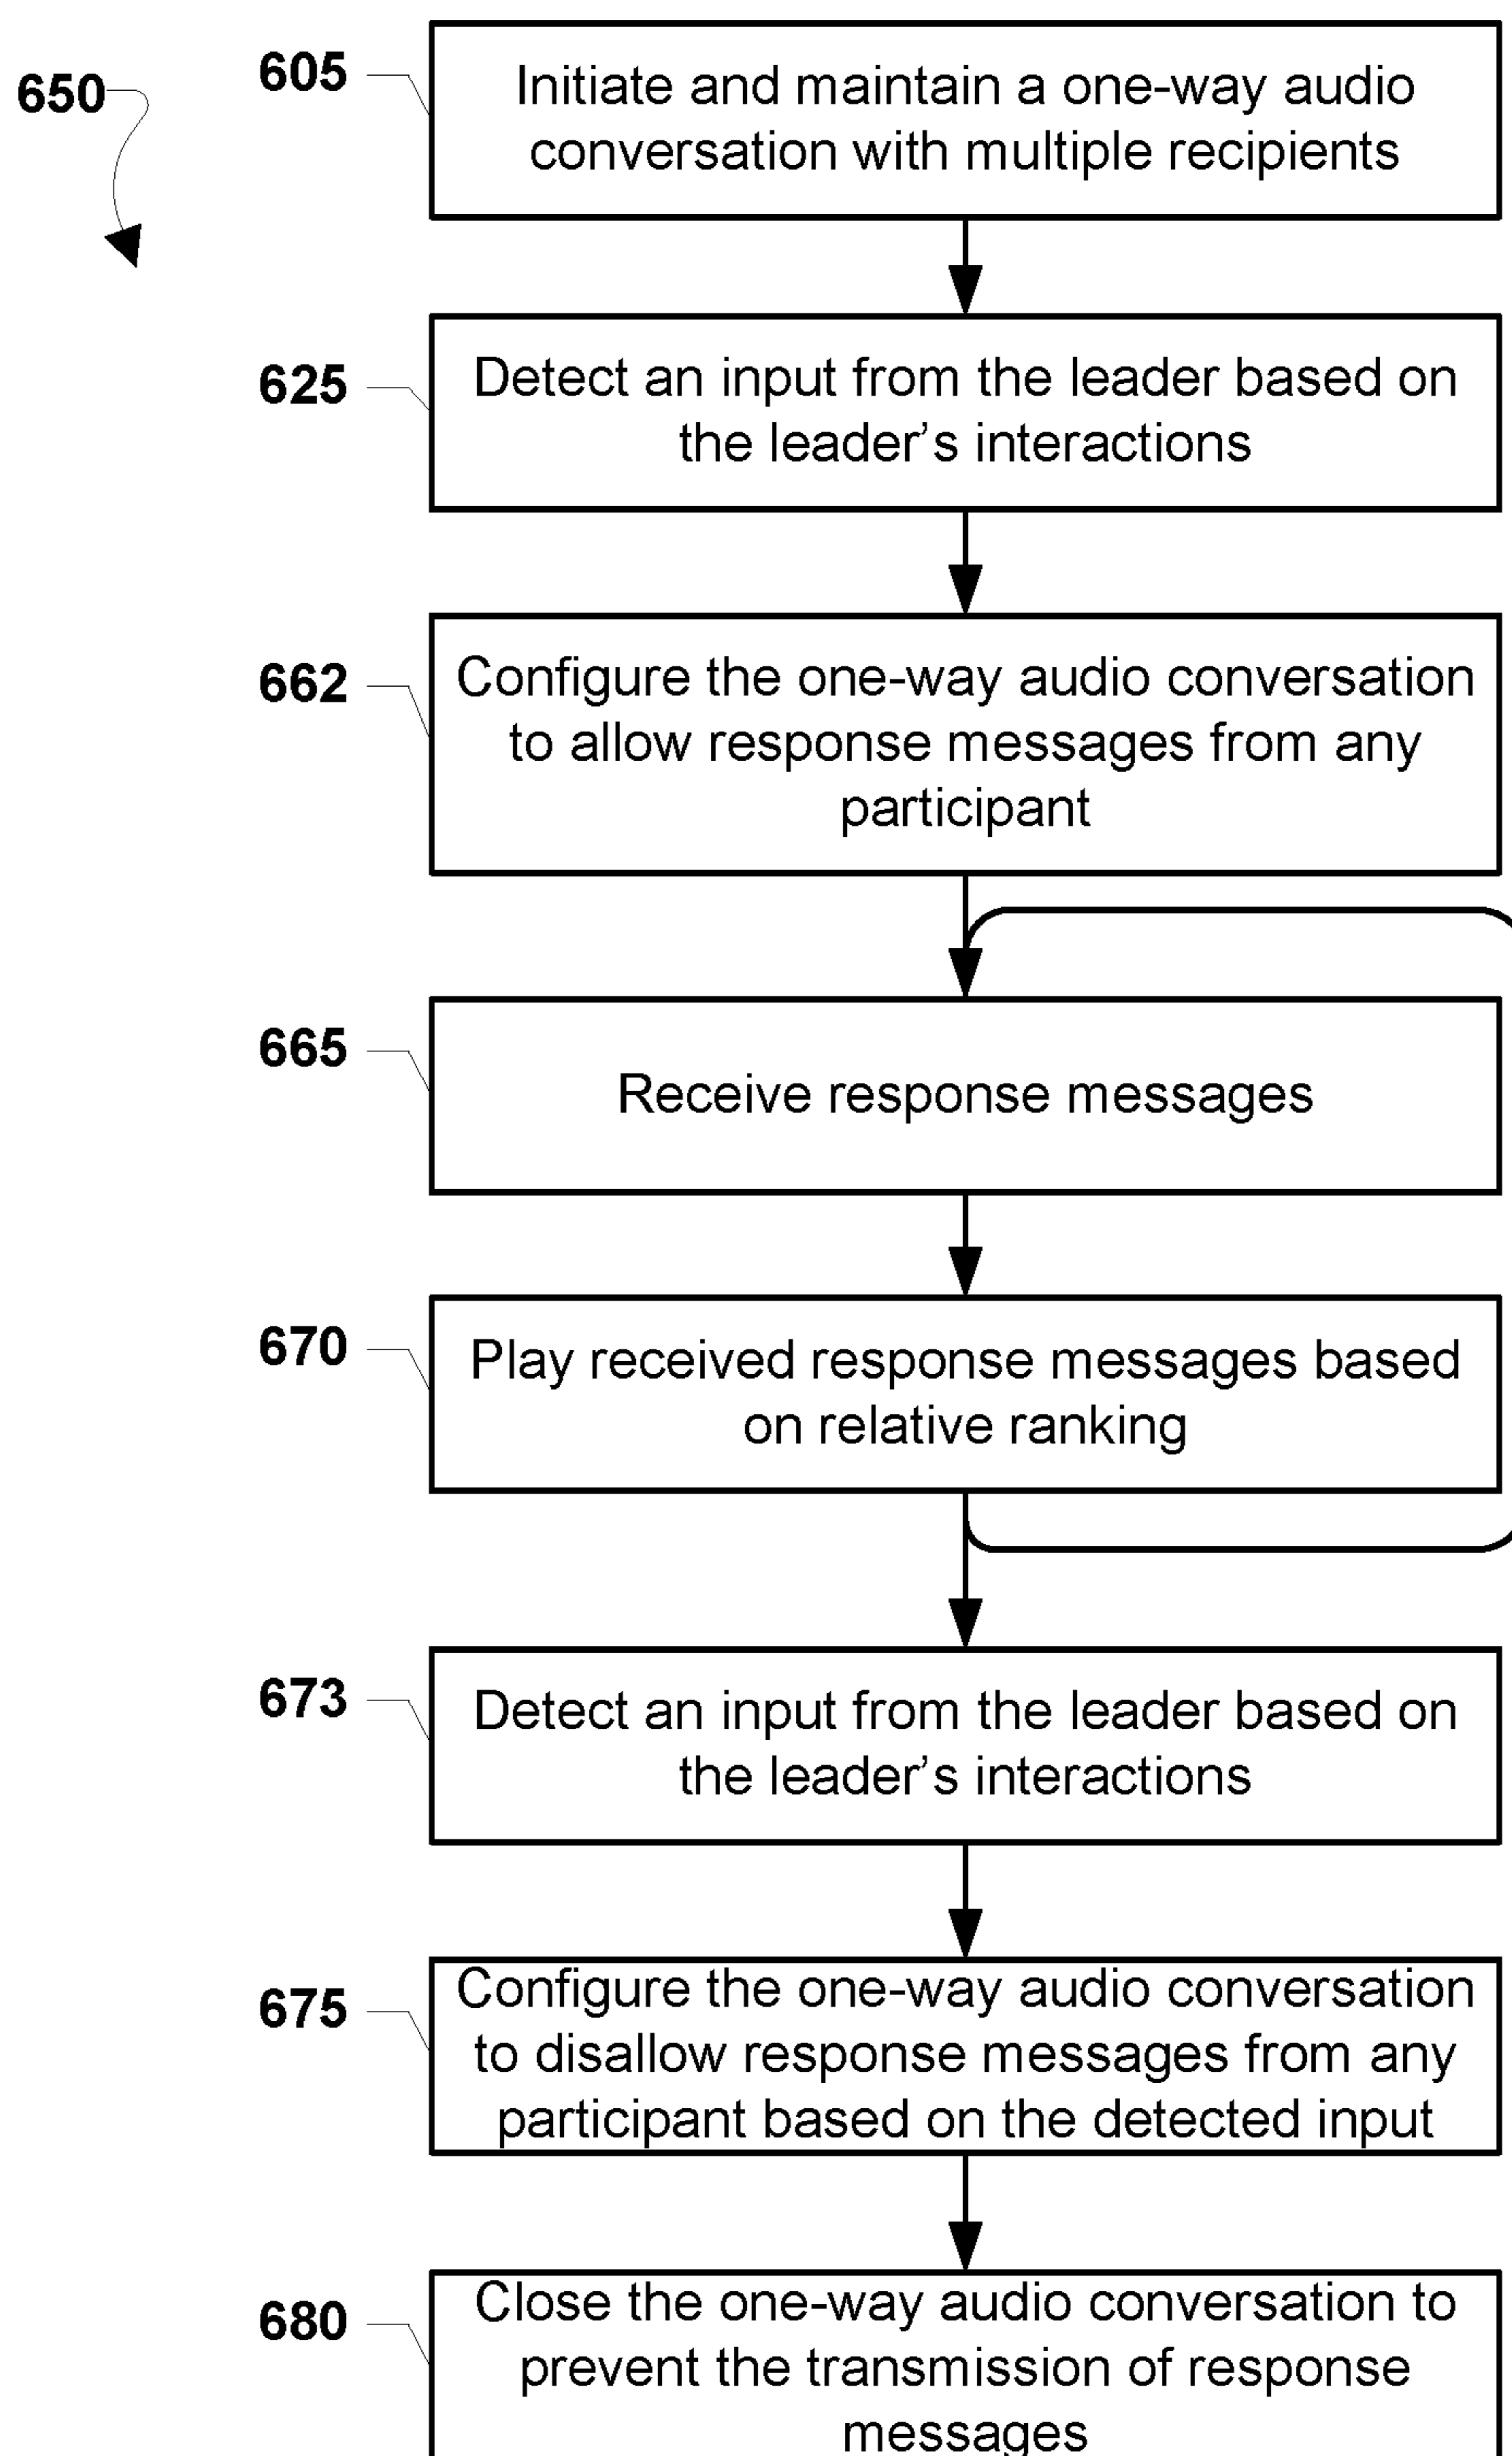 650
605
Initiate and maintain a one-way audio
conversation with multiple recipients
625
Detect an input from the leader based on
the leader’s interactions
662
Configure the one-way audio conversation
to allow response messages from any
participant
665
Receive response messages
670
Play received response messages based
on relative ranking
673
Detect an input from the leader based on
the leader’s interactions
675
Configure the one-way audio conversation
to disallow response messages from any
participant based on the detected input
680
Close the one-way audio conversation to
prevent the transmission of response
messages